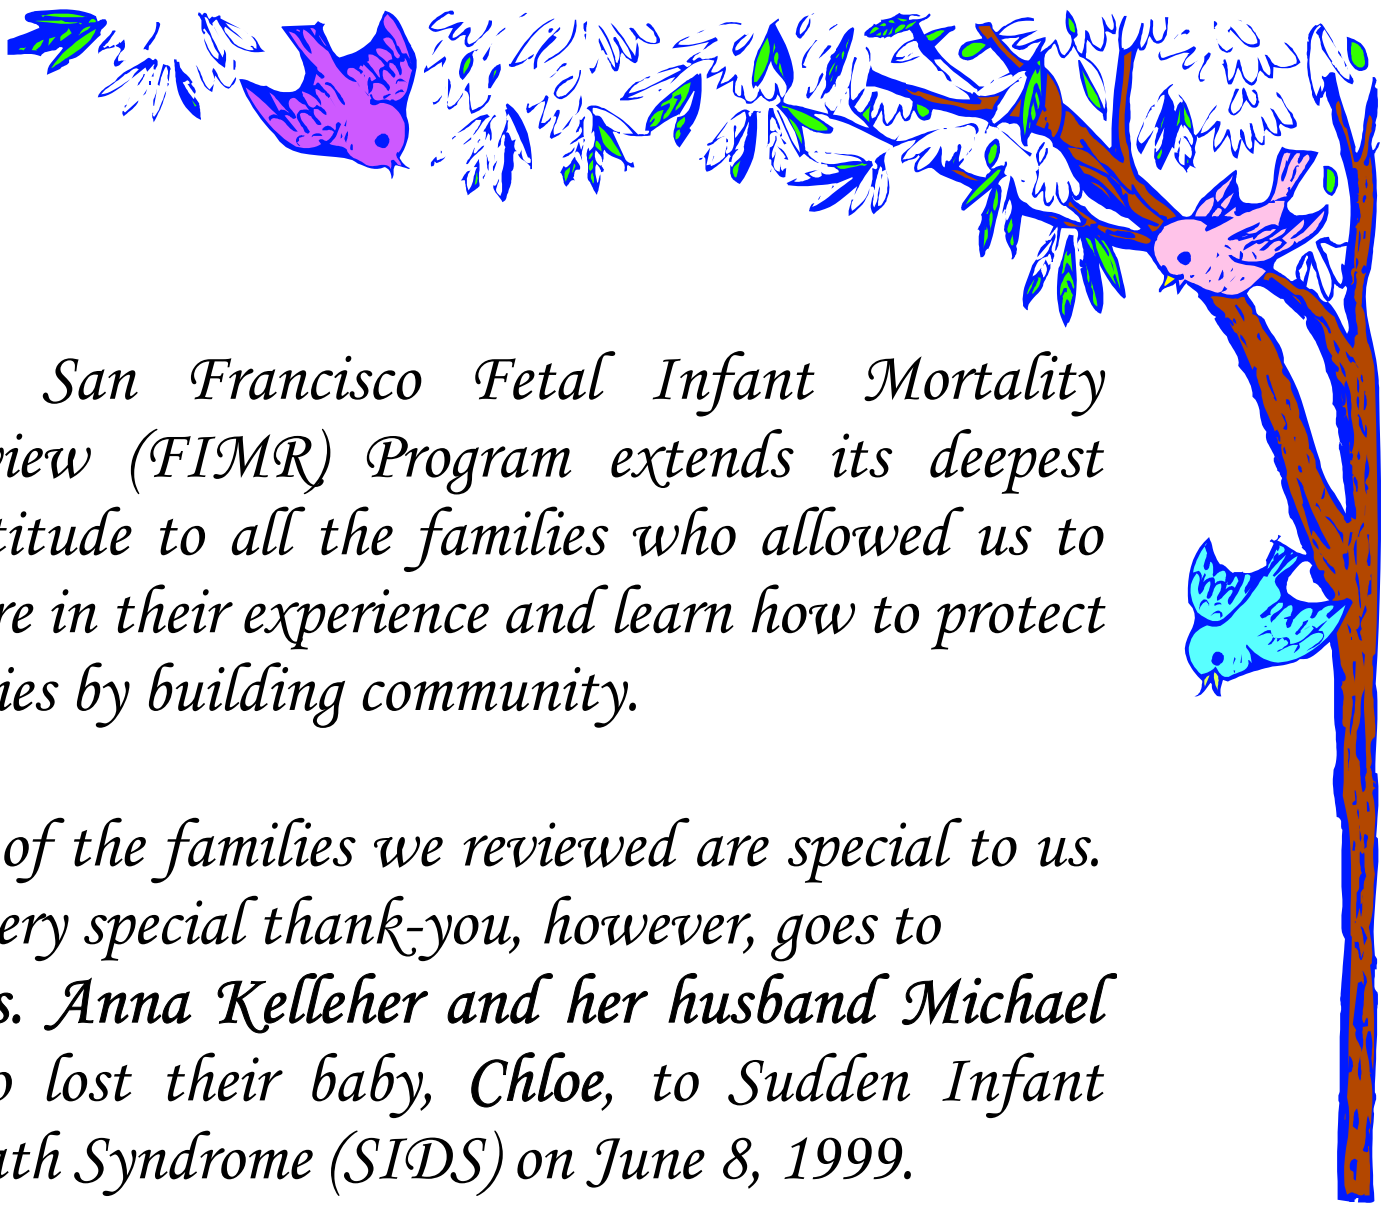 San Francisco Fetal Infant Mortality
view (FIMR) Program extends its deepest
titude to all the families who allowed us to
re in their experience and learn how to protect
ies by building community.
of the families we reviewed are special to us.
ery special thank-you, however, goes to
s. Anna Kelleher and her husband Michael
o lost their baby, Chloe, to Sudden Infant
ath Syndrome (SIDS) on June 8, 1999.